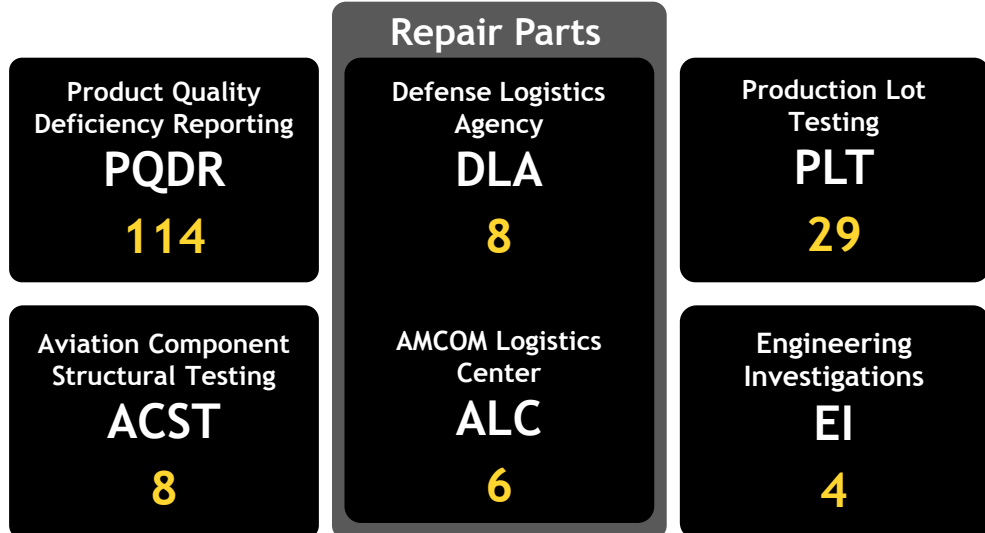 Repair Parts
Product Quality
Deficiency Reporting
PQDR
114
Defense Logistics
Agency
DLA
8
Production Lot
Testing
PLT
29
Aviation Component
Structural Testing
ACST
8
AMCOM Logistics
Center
ALC
6
Engineering
Investigations
EI
4